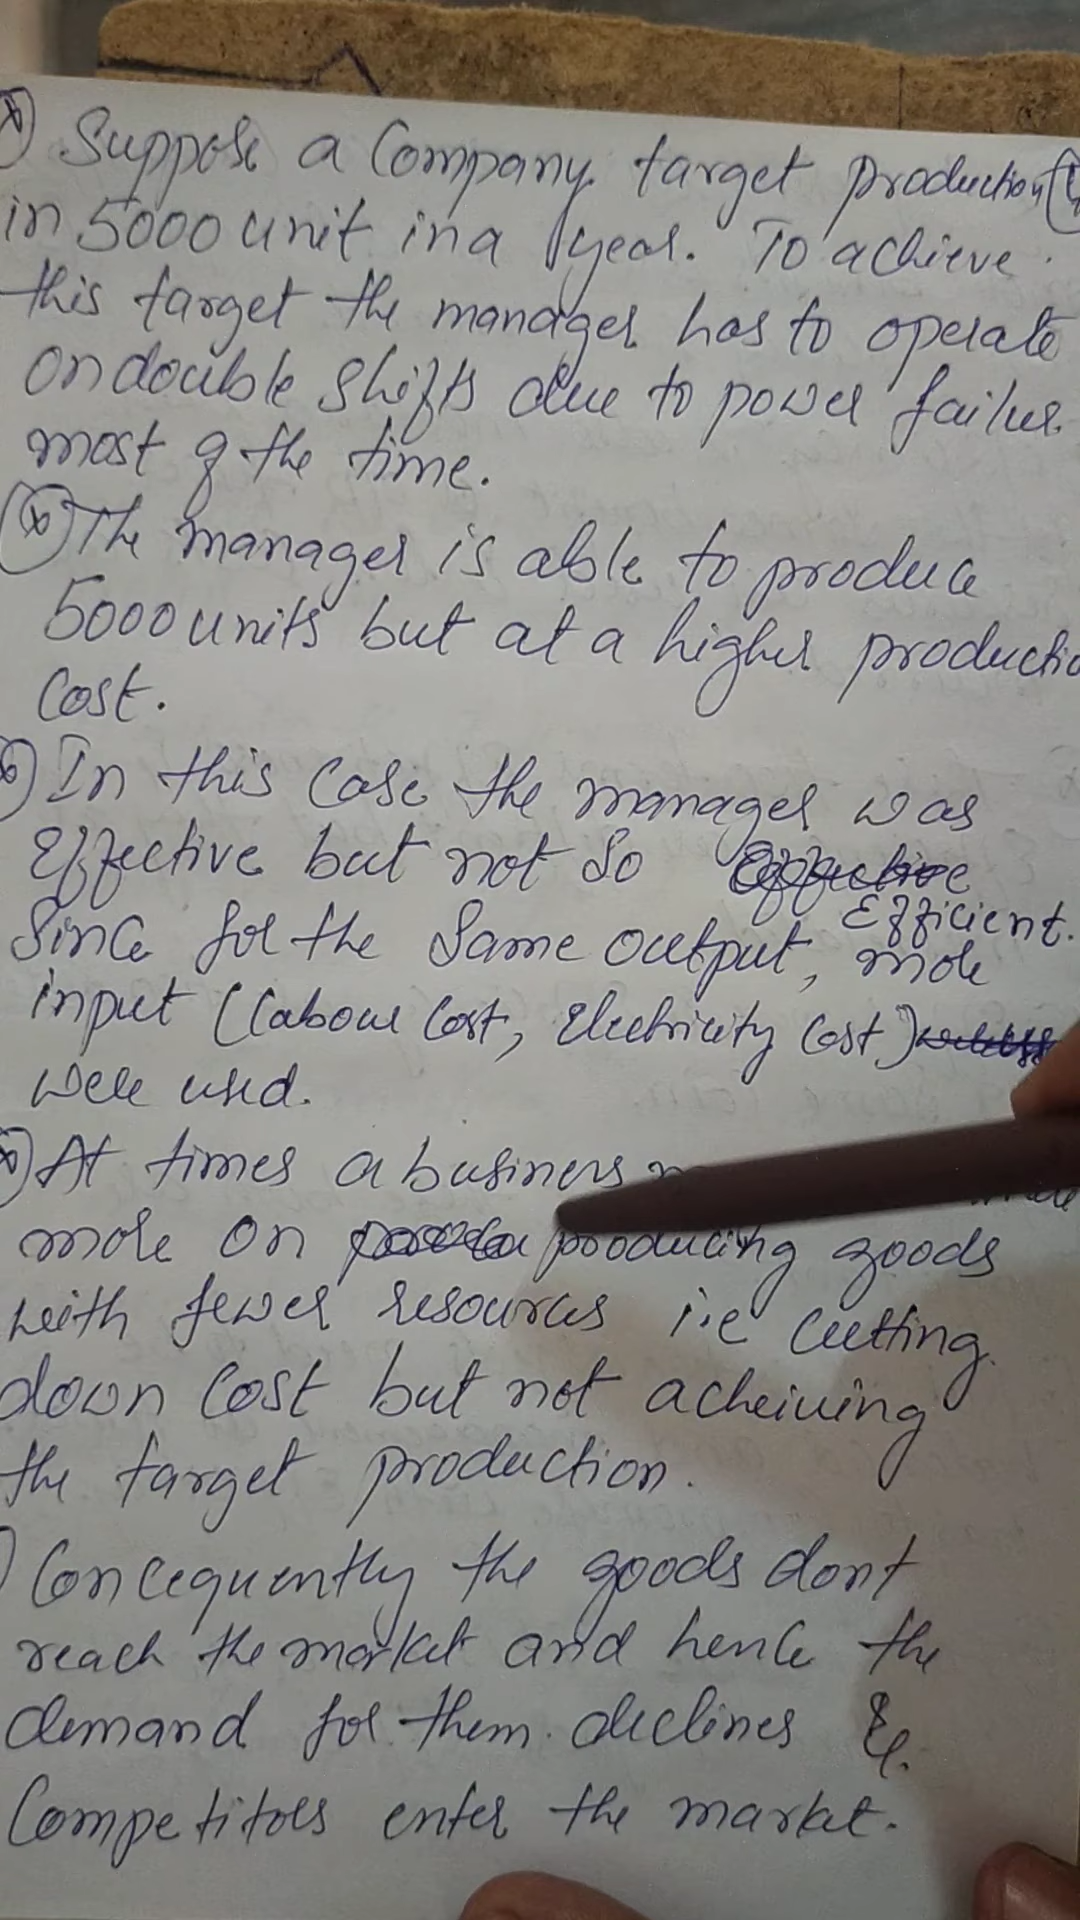 Suppose a Company target production
in 5000 unit in a year. To achieve
this target the manager has to operate
on double shifts due to power failure
most of the time.
The manager is able to produce
5000 units but at a higher productio
Cost.
In this Case the manager was
Effective but not so Effective
Efficient.
Since for the Same output, more
input (Labour Cost, Electricity Cost)
were used.
At times a business
more on producing goods
with fewer resources i.e Cutting
down Cost but not acheiving
the target production.
Concequently the goods dont
reach the market and hence the
demand for them declines &
Competitors enter the market.